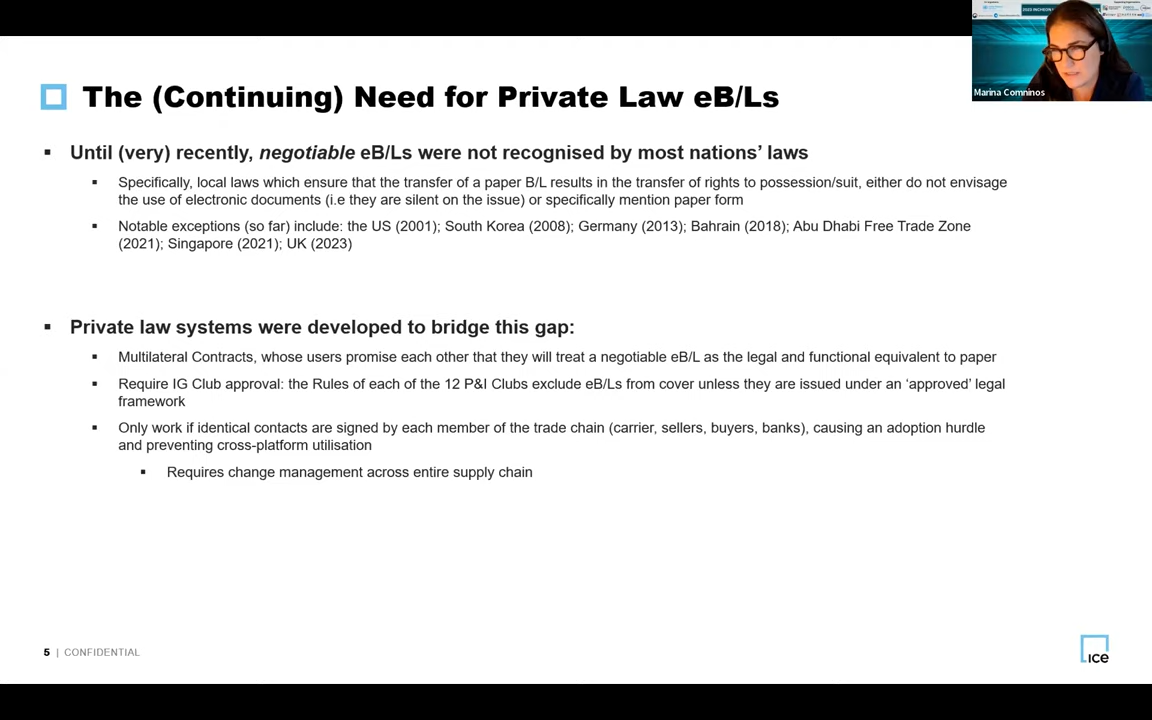 The (Continuing) Need for Private Law eB/Ls
Marina Comninos
Until (very) recently, negotiable eB/Ls were not recognised by most nations’ laws
Specifically, local laws which ensure that the transfer of a paper B/L results in the transfer of rights to possession/suit, either do not envisage
the use of electronic documents (i.e they are silent on the issue) or specifically mention paper form
Notable exceptions (so far) include: the US (2001); South Korea (2008); Germany (2013); Bahrain (2018); Abu Dhabi Free Trade Zone
(2021); Singapore (2021); UK (2023)
Private law systems were developed to bridge this gap:
Multilateral Contracts, whose users promise each other that they will treat a negotiable eB/L as the legal and functional equivalent to paper
Require IG Club approval: the Rules of each of the 12 P&I Clubs exclude eB/Ls from cover unless they are issued under an ‘approved’ legal
framework
Only work if identical contacts are signed by each member of the trade chain (carrier, sellers, buyers, banks), causing an adoption hurdle
and preventing cross-platform utilisation
Requires change management across entire supply chain
5 | CONFIDENTIAL
ice